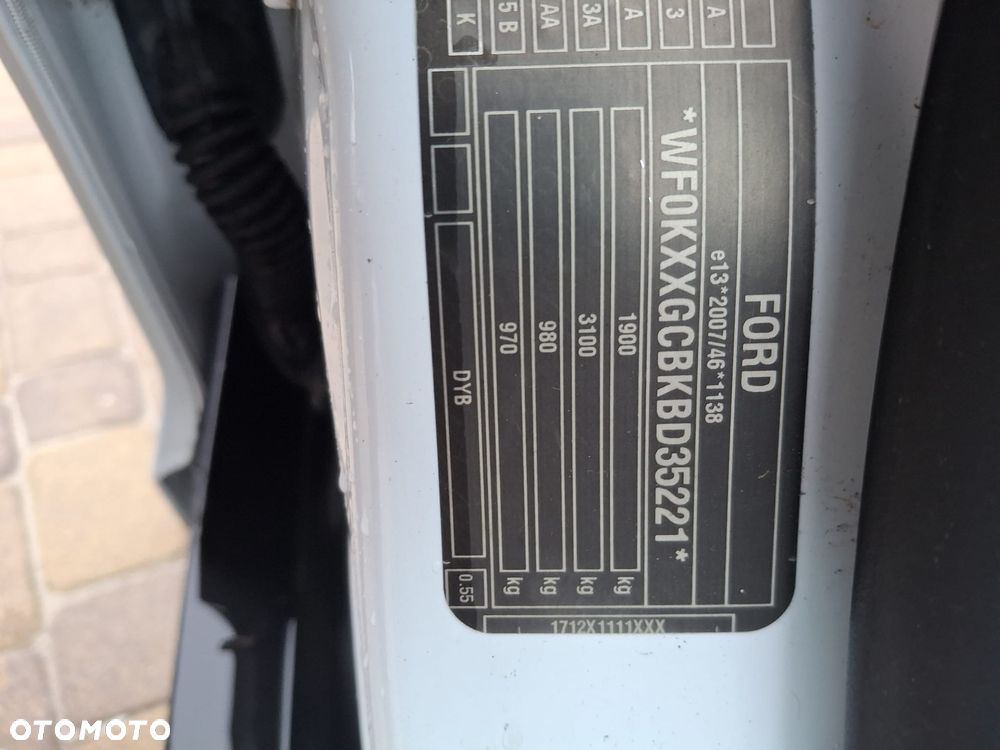 FORD
e13*2007/46*1138
*WF0KXXGCBKBD35221*
1900 kg
3100 kg
980 kg
970 kg
DYB 0.55
A
3
A
3A
AA
5 B
K
1712X1111XXX
OTOMOTO